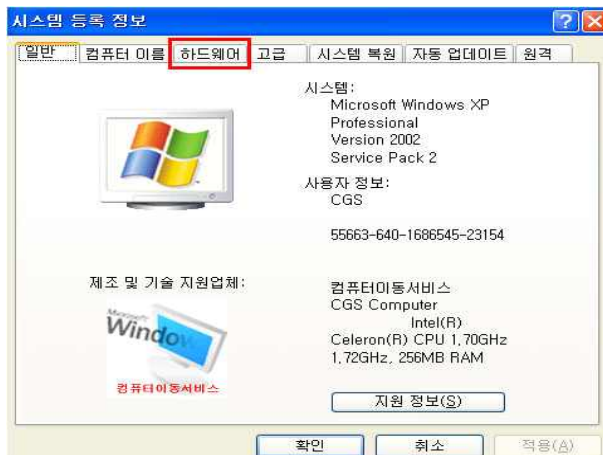 시스템 등록 정보
일반 컴퓨터 이름 하드웨어 고급 시스템 복원 자동 업데이트 원격
시스템:
Microsoft Windows XP
Professional
Version 2002
Service Pack 2
사용자 정보:
CGS
55663-640-1686545-23154
제조 및 기술 지원업체:
Microsoft
Window
컴퓨터이동서비스
컴퓨터이동서비스
CGS Computer
Intel(R)
Celeron(R) CPU 1,70GHz
1,72GHz, 256MB RAM
지원 정보(S)
확인 취소 적용(A)